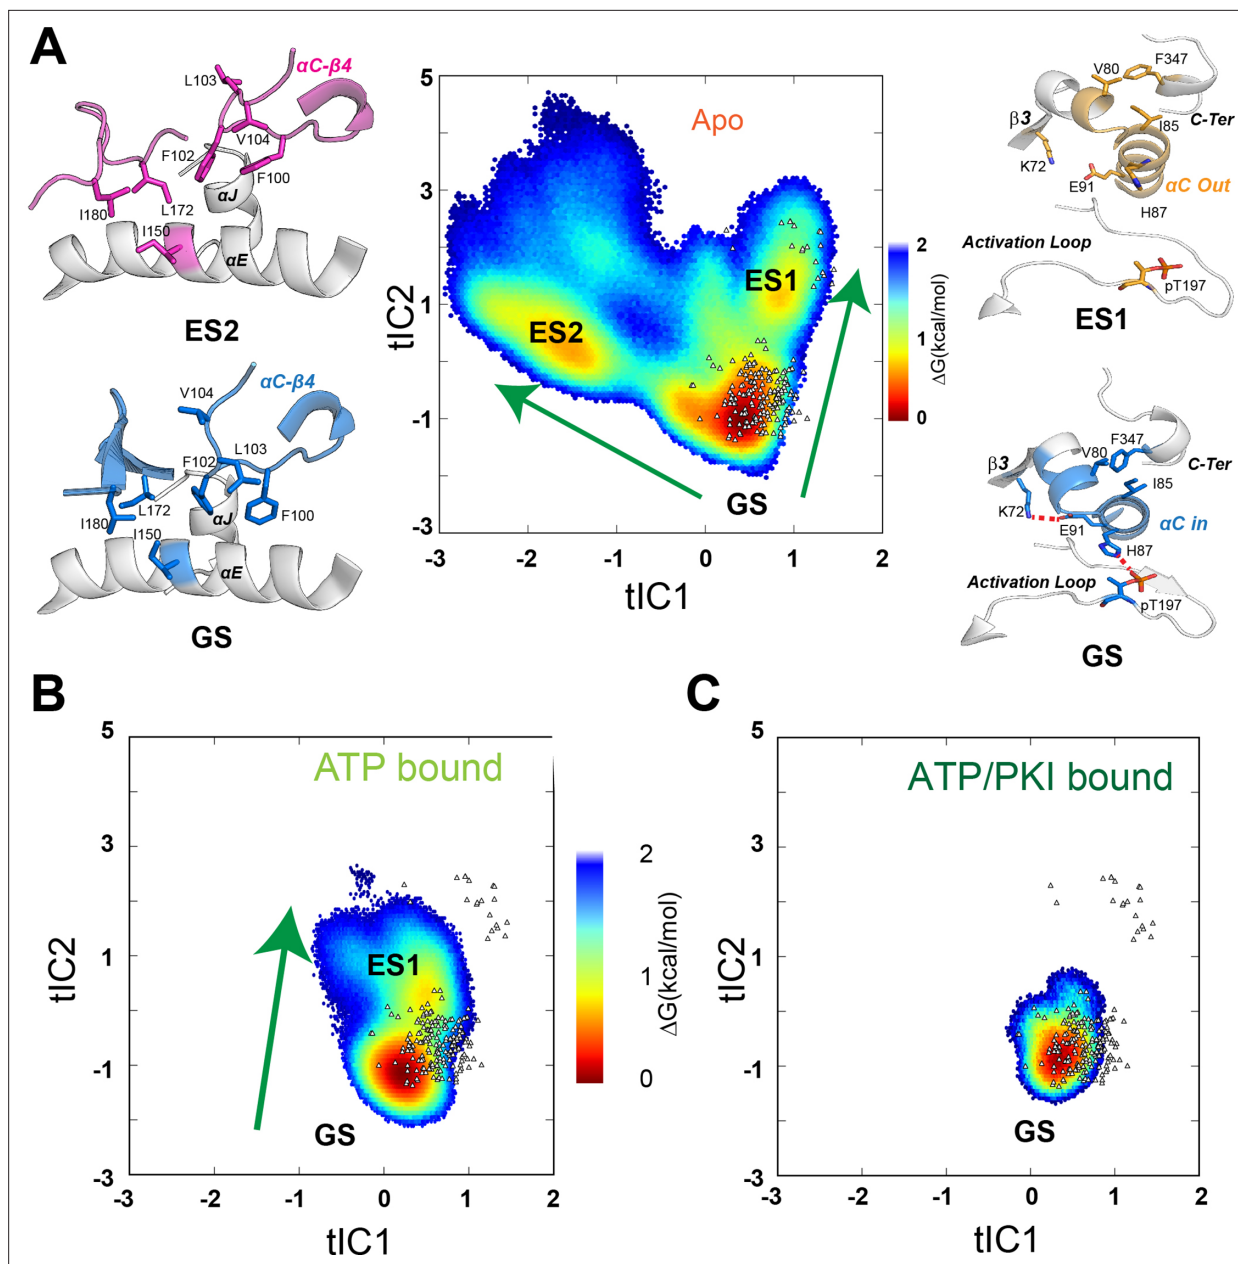 A
L103
αC-β4
V104
F102
F100
αJ
I180
L172
I150
αE
ES2
αC-β4
V104
L103
F102
L172
I180
αJ
F100
I150
αE
GS
5
3
1
-1
-3
tIC2
Apo
ES1
ES2
GS
-3
-2
-1
0
1
2
tIC1
2
1
0
ΔG(kcal/mol)
V80
F347
β3
I85
C-Ter
K72
E91
αC Out
H87
Activation Loop
pT197
ES1
V80
F347
β3
C-Ter
I85
K72
E91
αC in
H87
Activation Loop
pT197
GS
B
5
3
1
-1
-3
tIC2
ATP bound
ES1
GS
-3
-2
-1
0
1
2
tIC1
2
1
0
ΔG(kcal/mol)
C
5
3
1
-1
-3
tIC2
ATP/PKI bound
GS
-3
-2
-1
0
1
2
tIC1